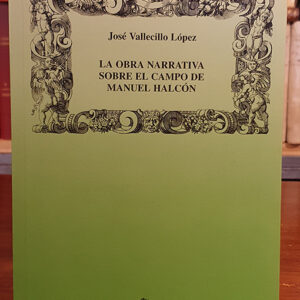 José Vallecillo López
LA OBRA NARRATIVA
SOBRE EL CAMPO DE
MANUEL HALCÓN